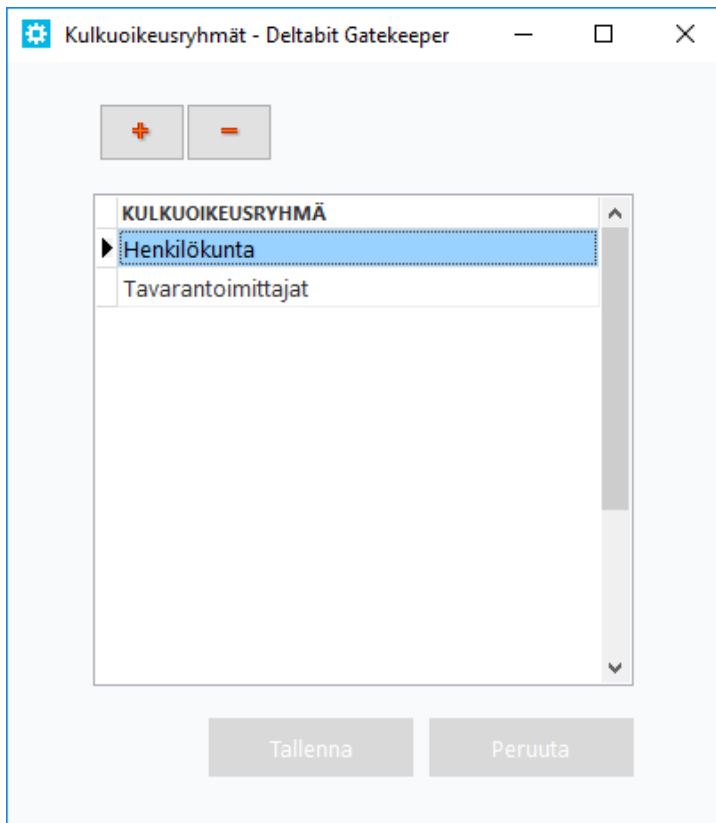 Kulkuoikeusryhmät - Deltabit Gatekeeper
KULKUOIKEUSRYHMÄ
Henkilökunta
Tavarantoimittajat
Tallenna
Peruuta